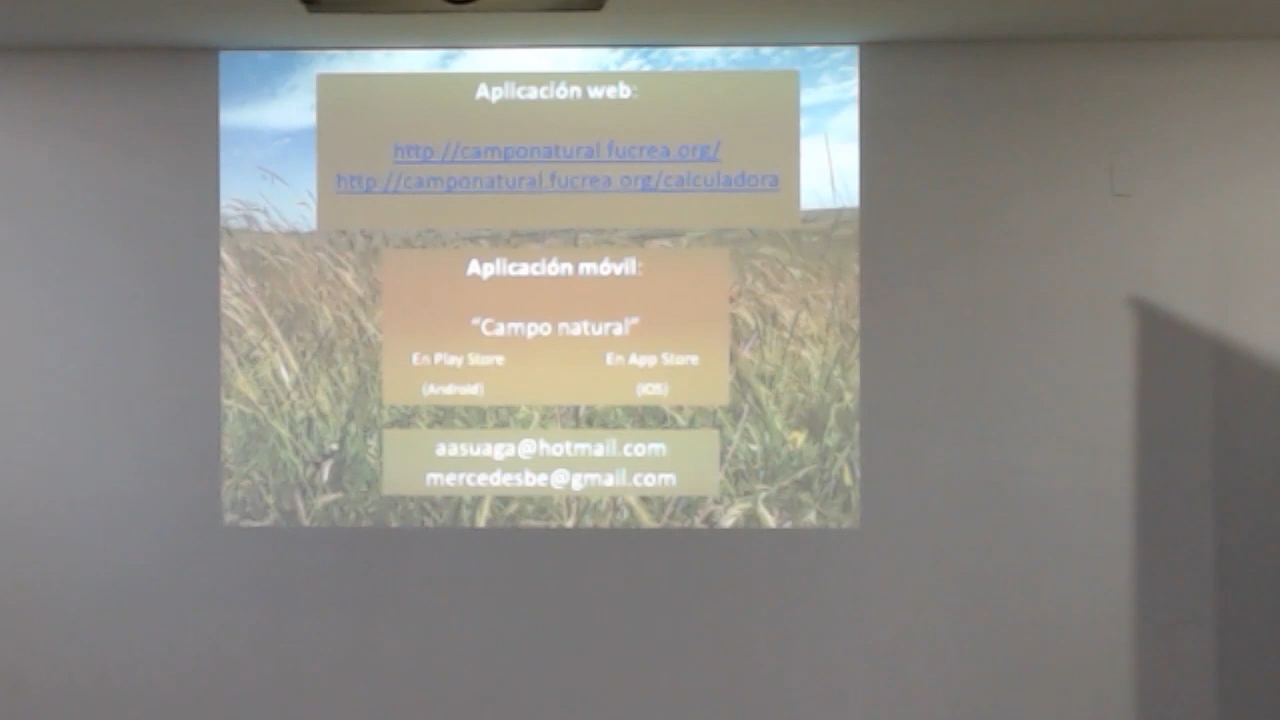 Aplicación web:
http://camponatural.fucrea.org/
http://camponatural.fucrea.org/calculadora
Aplicación móvil:
"Campo natural"
En Play Store En App Store
(Android) (iOS)
aasuaga@hotmail.com
mercedesbe@gmail.com